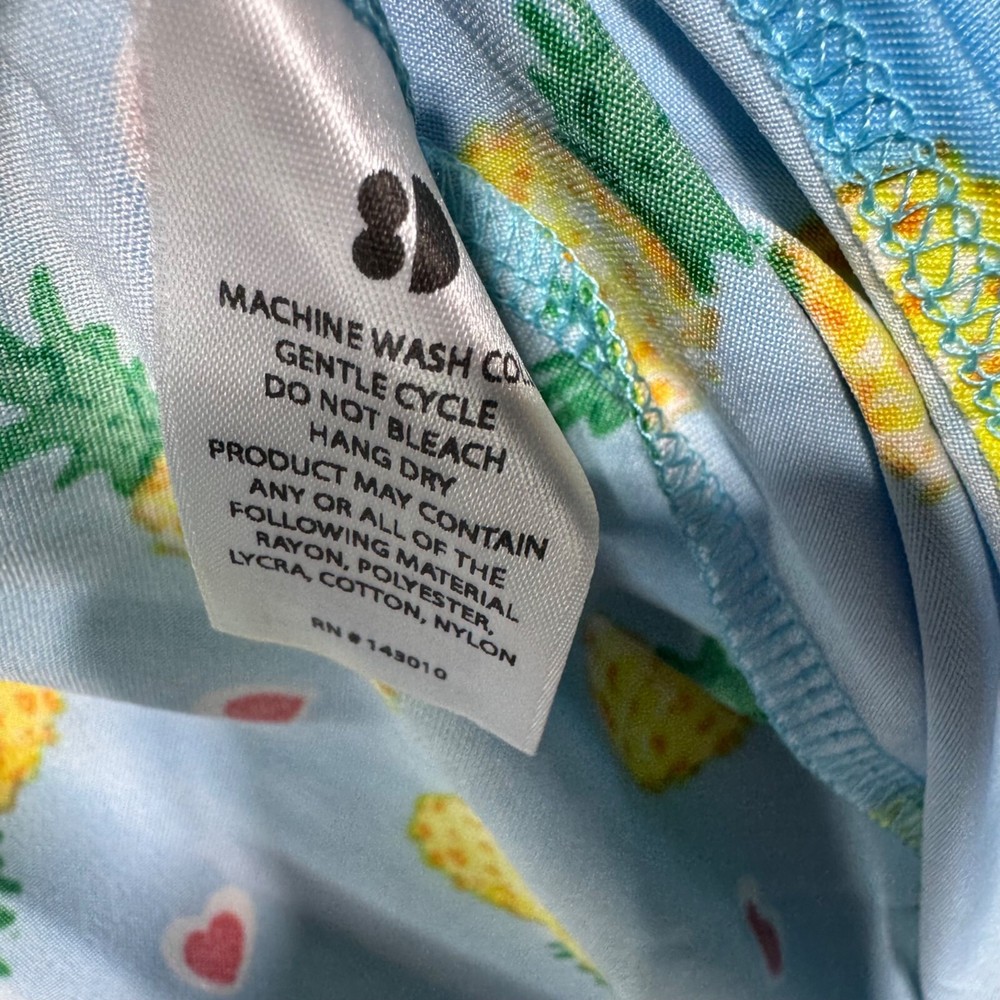 MACHINE WASH CO
GENTLE CYCLE
DO NOT BLEACH
HANG DRY
PRODUCT MAY CONTAIN
ANY OR ALL OF THE
FOLLOWING MATERIAL
RAYON, POLYESTER,
LYCRA, COTTON, NYLON
RN # 143010